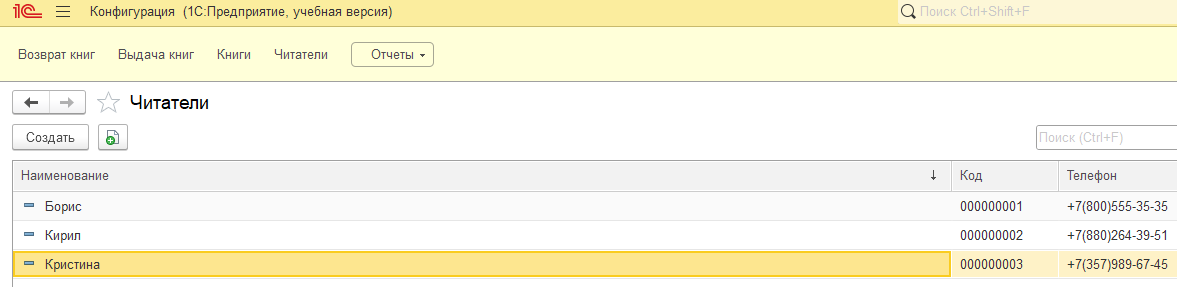 1С Конфигурация (1С:Предприятие, учебная версия) Поиск Ctrl+Shift+F
Возврат книг Выдача книг Книги Читатели Отчеты
Читатели
Создать Поиск (Ctrl+F)
Наименование ↓ Код Телефон
Борис 000000001 +7(800)555-35-35
Кирил 000000002 +7(880)264-39-51
Кристина 000000003 +7(357)989-67-45